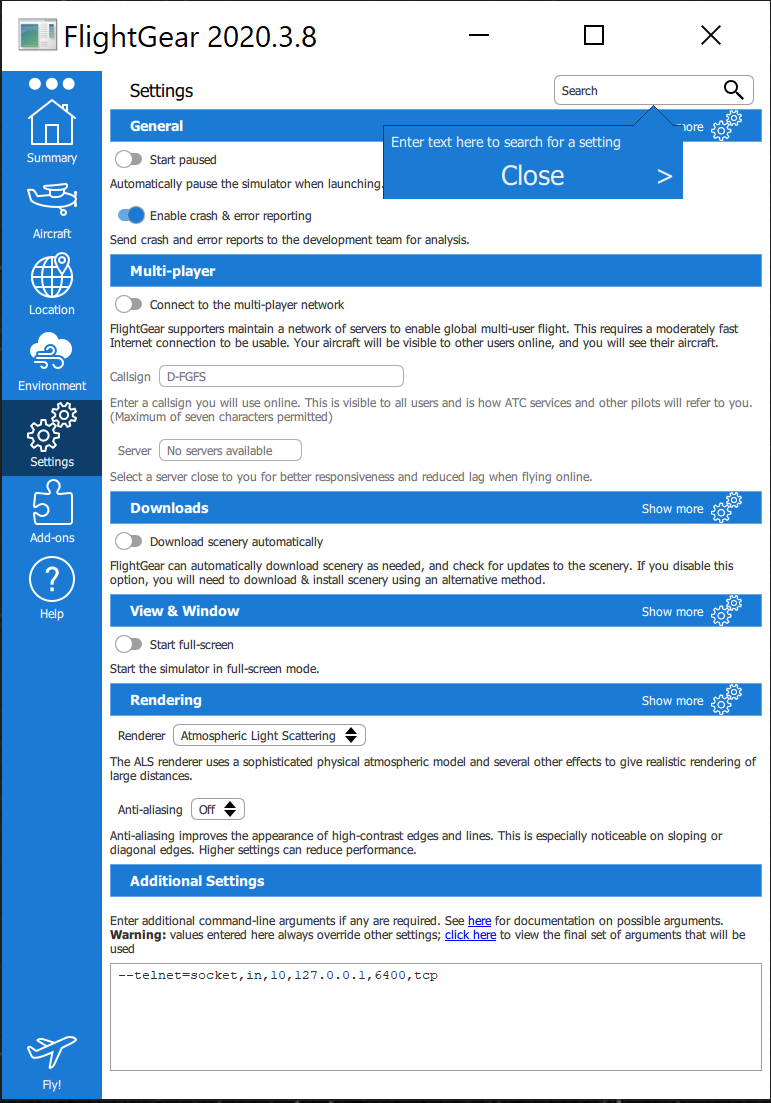 FlightGear 2020.3.8
Summary
Aircraft
Location
Environment
Settings
Add-ons
Help
Fly!
Settings
Search
General
more
Enter text here to search for a setting
Close >
Start paused
Automatically pause the simulator when launching.
Enable crash & error reporting
Send crash and error reports to the development team for analysis.
Multi-player
Connect to the multi-player network
FlightGear supporters maintain a network of servers to enable global multi-user flight. This requires a moderately fast
Internet connection to be usable. Your aircraft will be visible to other users online, and you will see their aircraft.
Callsign D-FGFS
Enter a callsign you will use online. This is visible to all users and is how ATC services and other pilots will refer to you.
(Maximum of seven characters permitted)
Server No servers available
Select a server close to you for better responsiveness and reduced lag when flying online.
Downloads Show more
Download scenery automatically
FlightGear can automatically download scenery as needed, and check for updates to the scenery. If you disable this
option, you will need to download & install scenery using an alternative method.
View & Window Show more
Start full-screen
Start the simulator in full-screen mode.
Rendering Show more
Renderer Atmospheric Light Scattering
The ALS renderer uses a sophisticated physical atmospheric model and several other effects to give realistic rendering of
large distances.
Anti-aliasing Off
Anti-aliasing improves the appearance of high-contrast edges and lines. This is especially noticeable on sloping or
diagonal edges. Higher settings can reduce performance.
Additional Settings
Enter additional command-line arguments if any are required. See here for documentation on possible arguments.
Warning: values entered here always override other settings; click here to view the final set of arguments that will be
used
--telnet=socket,in,10,127.0.0.1,6400,tcp